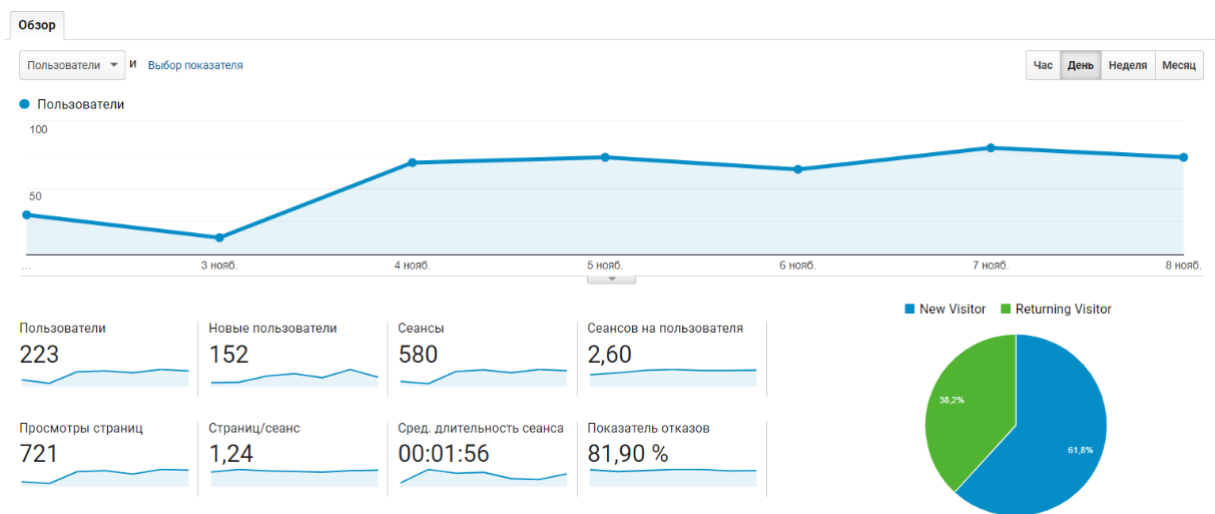 Обзор
Пользователи и Выбор показателя
Час День Неделя Месяц
Пользователи
100
50
... 3 нояб. 4 нояб. 5 нояб. 6 нояб. 7 нояб. 8 нояб.
New Visitor Returning Visitor
Пользователи Новые пользователи Сеансы Сеансов на пользователя
223 152 580 2,60
Просмотры страниц Страниц/сеанс Сред. длительность сеанса Показатель отказов
721 1,24 00:01:56 81,90 %
38,2%
61,8%